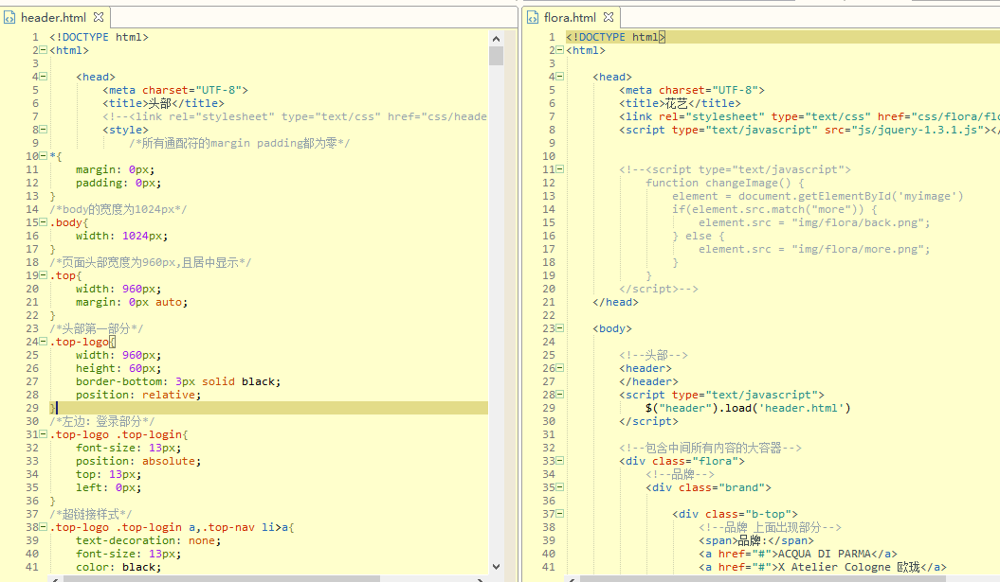 header.html
1 <!DOCTYPE html>
2 <html>
3
4 <head>
5 <meta charset="UTF-8">
6 <title>头部</title>
7 <!--<link rel="stylesheet" type="text/css" href="css/heade
8 <style>
9 /*所有通配符的margin padding都为零*/
10 *{
11 margin: 0px;
12 padding: 0px;
13 }
14 /*body的宽度为1024px*/
15 .body{
16 width: 1024px;
17 }
18 /*页面头部宽度为960px,且居中显示*/
19 .top{
20 width: 960px;
21 margin: 0px auto;
22 }
23 /*头部第一部分*/
24 .top-logo{
25 width: 960px;
26 height: 60px;
27 border-bottom: 3px solid black;
28 position: relative;
29 }
30 /*左边：登录部分*/
31 .top-logo .top-login{
32 font-size: 13px;
33 position: absolute;
34 top: 13px;
35 left: 0px;
36 }
37 /*超链接样式*/
38 .top-logo .top-login a,.top-nav li>a{
39 text-decoration: none;
40 font-size: 13px;
41 color: black;
flora.html
1 <!DOCTYPE html>
2 <html>
3
4 <head>
5 <meta charset="UTF-8">
6 <title>花艺</title>
7 <link rel="stylesheet" type="text/css" href="css/flora/flo
8 <script type="text/javascript" src="js/jquery-1.3.1.js"></
9
10
11 <!--<script type="text/javascript">
12 function changeImage() {
13 element = document.getElementById('myimage')
14 if(element.src.match("more")) {
15 element.src = "img/flora/back.png";
16 } else {
17 element.src = "img/flora/more.png";
18 }
19 }
20 </script>-->
21 </head>
22
23 <body>
24
25 <!--头部-->
26 <header>
27 </header>
28 <script type="text/javascript">
29 $("header").load('header.html')
30 </script>
31
32 <!--包含中间所有内容的大容器-->
33 <div class="flora">
34 <!--品牌-->
35 <div class="brand">
36
37 <div class="b-top">
38 <!--品牌 上面出现部分-->
39 <span>品牌:</span>
40 <a href="#">ACQUA DI PARMA</a>
41 <a href="#">X Atelier Cologne 欧珑</a>